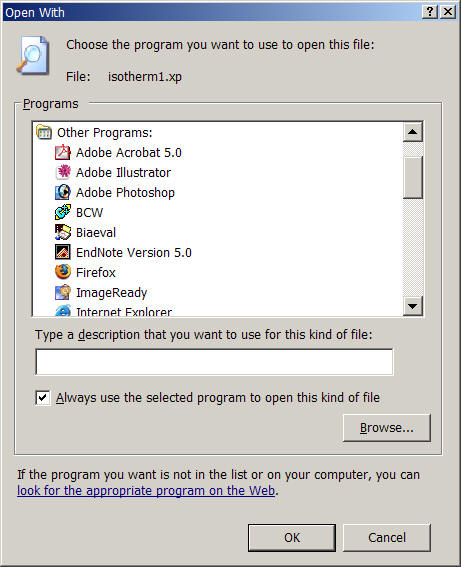 Open With
Choose the program you want to use to open this file:
File: isotherm1.xp
Programs
Other Programs:
Adobe Acrobat 5.0
Adobe Illustrator
Adobe Photoshop
BCW
Biaeval
EndNote Version 5.0
Firefox
ImageReady
Internet Explorer
Type a description that you want to use for this kind of file:
Always use the selected program to open this kind of file
Browse...
If the program you want is not in the list or on your computer, you can
look for the appropriate program on the Web.
OK Cancel